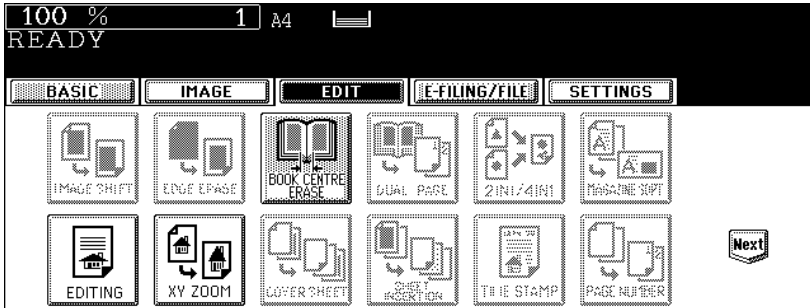 100 % 1 A4
READY
BASIC IMAGE EDIT E-FILING/FILE SETTINGS
IMAGE SHIFT EDGE ERASE BOOK CENTRE ERASE DUAL PAGE 2IN1/4IN1 MAGAZINE SORT
EDITING XY ZOOM COVER SHEET SHEET INSERTION TIME STAMP PAGE NUMBER
Next